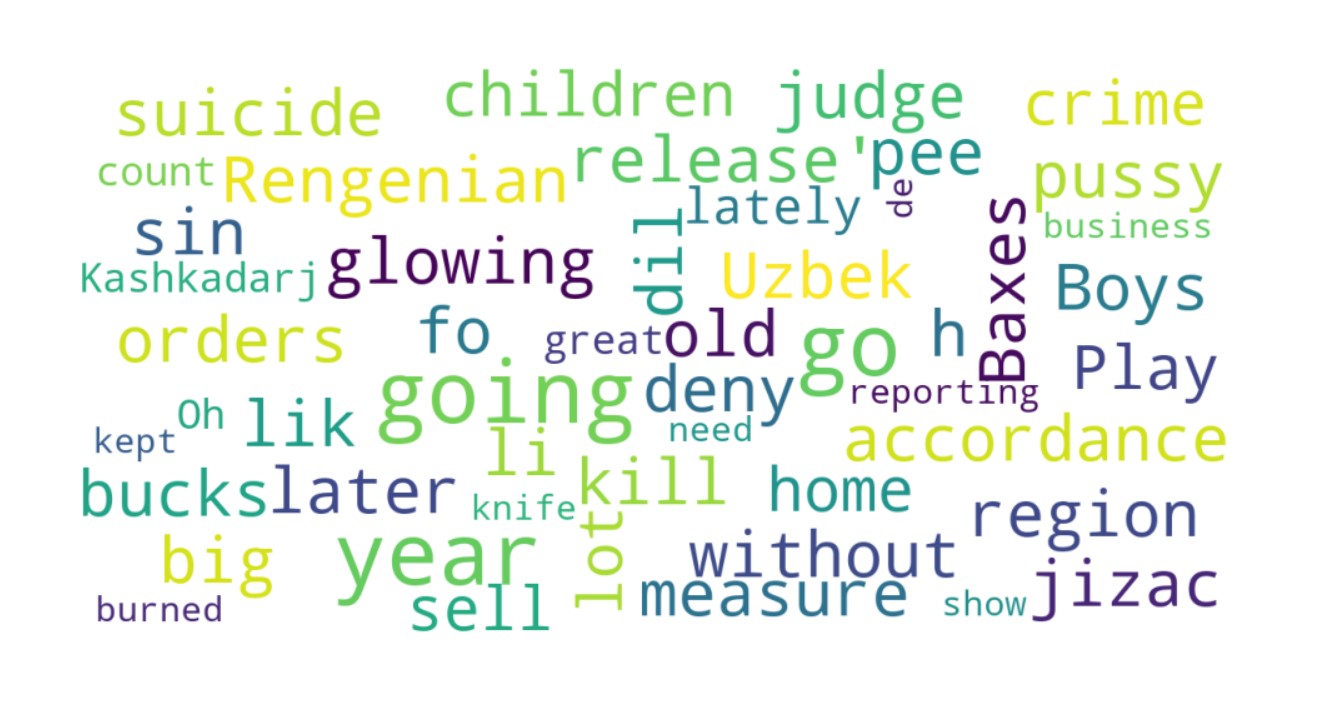 suicide children judge crime
count Rengenian release 'pee pussy
sin lately de business
Kashkadarj glowing dil Uzbek Baxes Boys
orders fo great old go h Play
going deny reporting
kept Oh lik li need accordance
bucks later knife kill home region
big year lot without jizac
burned sell measure show